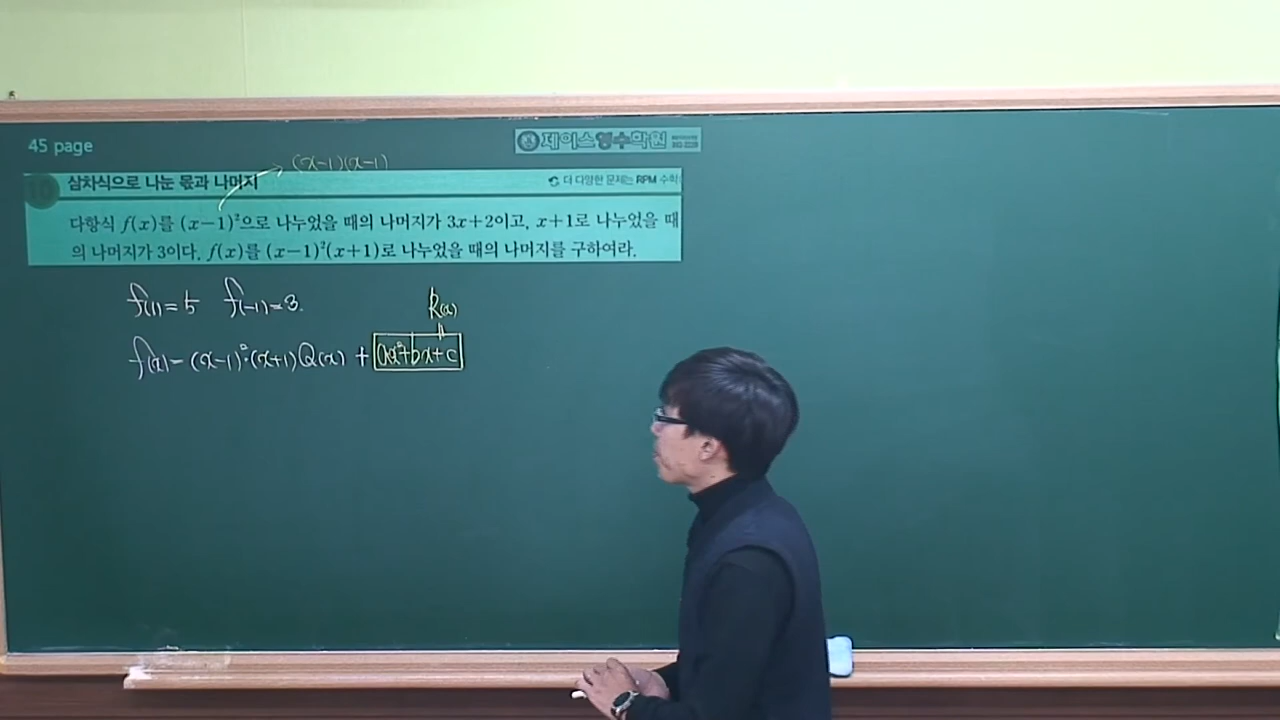 45 page
제이스영수학원
(x-1)(x-1)
10 삼차식으로 나눈 몫과 나머지
더 다양한 문제는 RPM 수학
다항식 f(x)를 (x-1)²으로 나누었을 때의 나머지가 3x+2이고, x+1로 나누었을 때
의 나머지가 3이다. f(x)를 (x-1)²(x+1)로 나누었을 때의 나머지를 구하여라.
f(1)=5 f(-1)=3.
R(x)
f(x)=(x-1)²·(x+1)Q(x)+ax²+bx+c